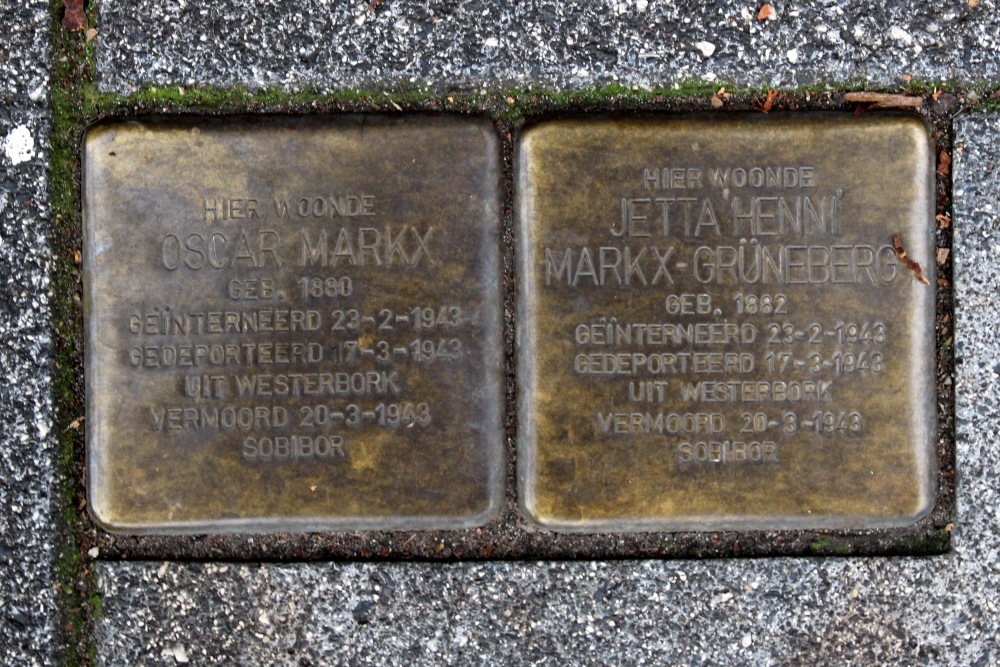 HIER WOONDE
OSCAR MARKX
GEB. 1880
GEÏNTERNEERD 23-2-1943
GEDEPORTEERD 17-3-1943
UIT WESTERBORK
VERMOORD 20-3-1943
SOBIBOR
HIER WOONDE
JETTA 'HENNI'
MARKX-GRÜNEBERG
GEB. 1882
GEÏNTERNEERD 23-2-1943
GEDEPORTEERD 17-3-1943
UIT WESTERBORK
VERMOORD 20-3-1943
SOBIBOR